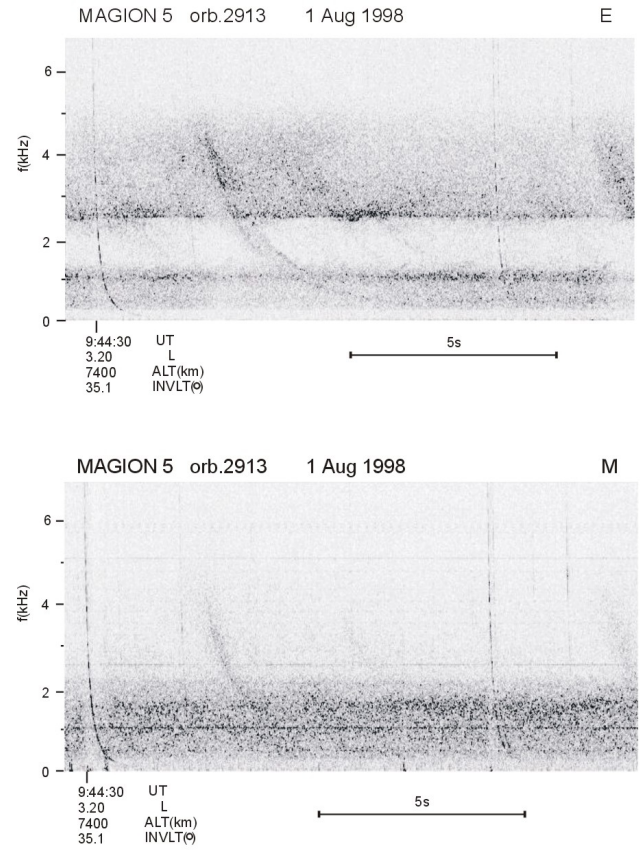 MAGION 5 orb.2913 1 Aug 1998 E
f(kHz)
6
4
2
0
9:44:30 UT
3.20 L
7400 ALT(km)
35.1 INVLT(o)
5s
MAGION 5 orb.2913 1 Aug 1998 M
f(kHz)
6
4
2
0
9:44:30 UT
3.20 L
7400 ALT(km)
35.1 INVLT(o)
5s